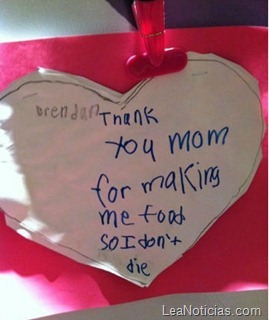 Brendan Thank
you mom
for making
me food
so I don't
die
LeaNoticias.com